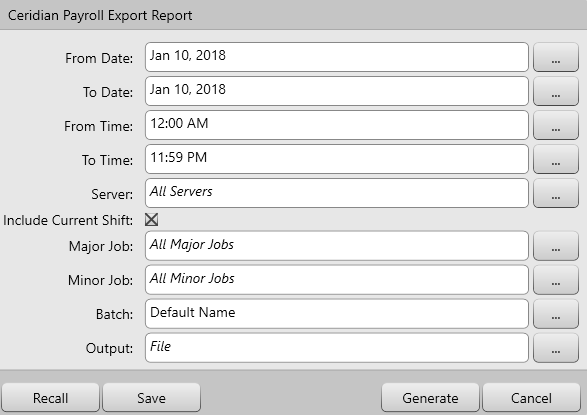 Ceridian Payroll Export Report
From Date: Jan 10, 2018 ...
To Date: Jan 10, 2018 ...
From Time: 12:00 AM ...
To Time: 11:59 PM ...
Server: All Servers ...
Include Current Shift:
Major Job: All Major Jobs ...
Minor Job: All Minor Jobs ...
Batch: Default Name ...
Output: File ...
Recall Save Generate Cancel